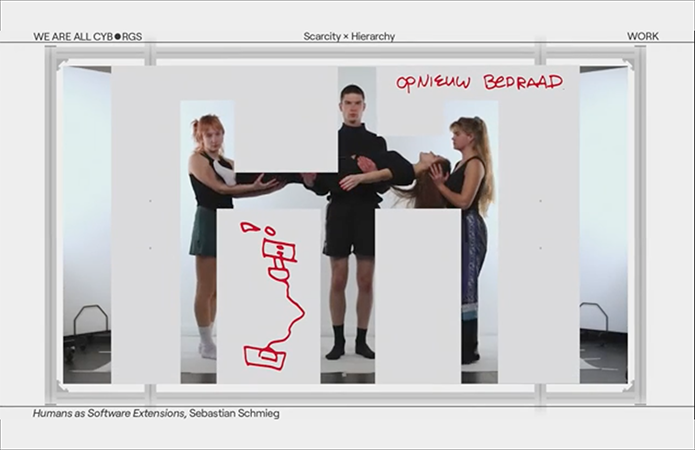 WE ARE ALL CYB●RGS
Scarcity × Hierarchy
WORK
OPNIEUW BEDRAAD
Humans as Software Extensions, Sebastian Schmieg